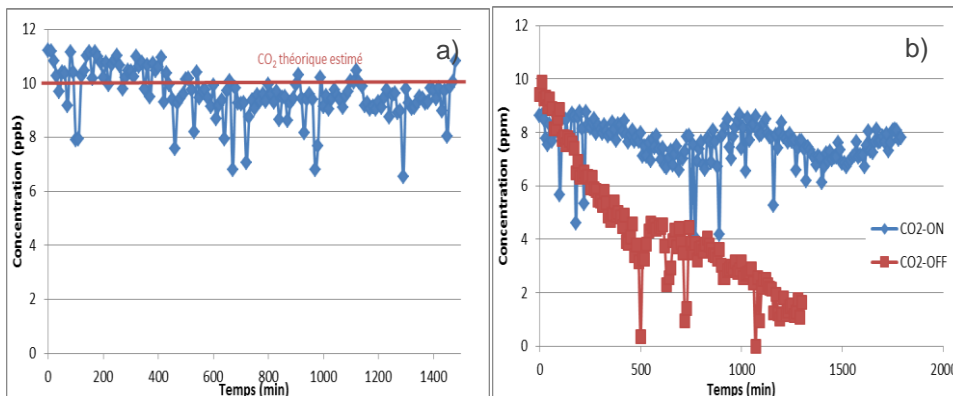 a)
CO₂ théorique estimé
Concentration (ppb)
12
10
8
6
4
2
0
0 200 400 600 800 1000 1200 1400
Temps (min)
b)
Concentration (ppm)
12
10
8
6
4
2
0
CO2-ON
CO2-OFF
0 500 1000 1500 2000
Temps (min)